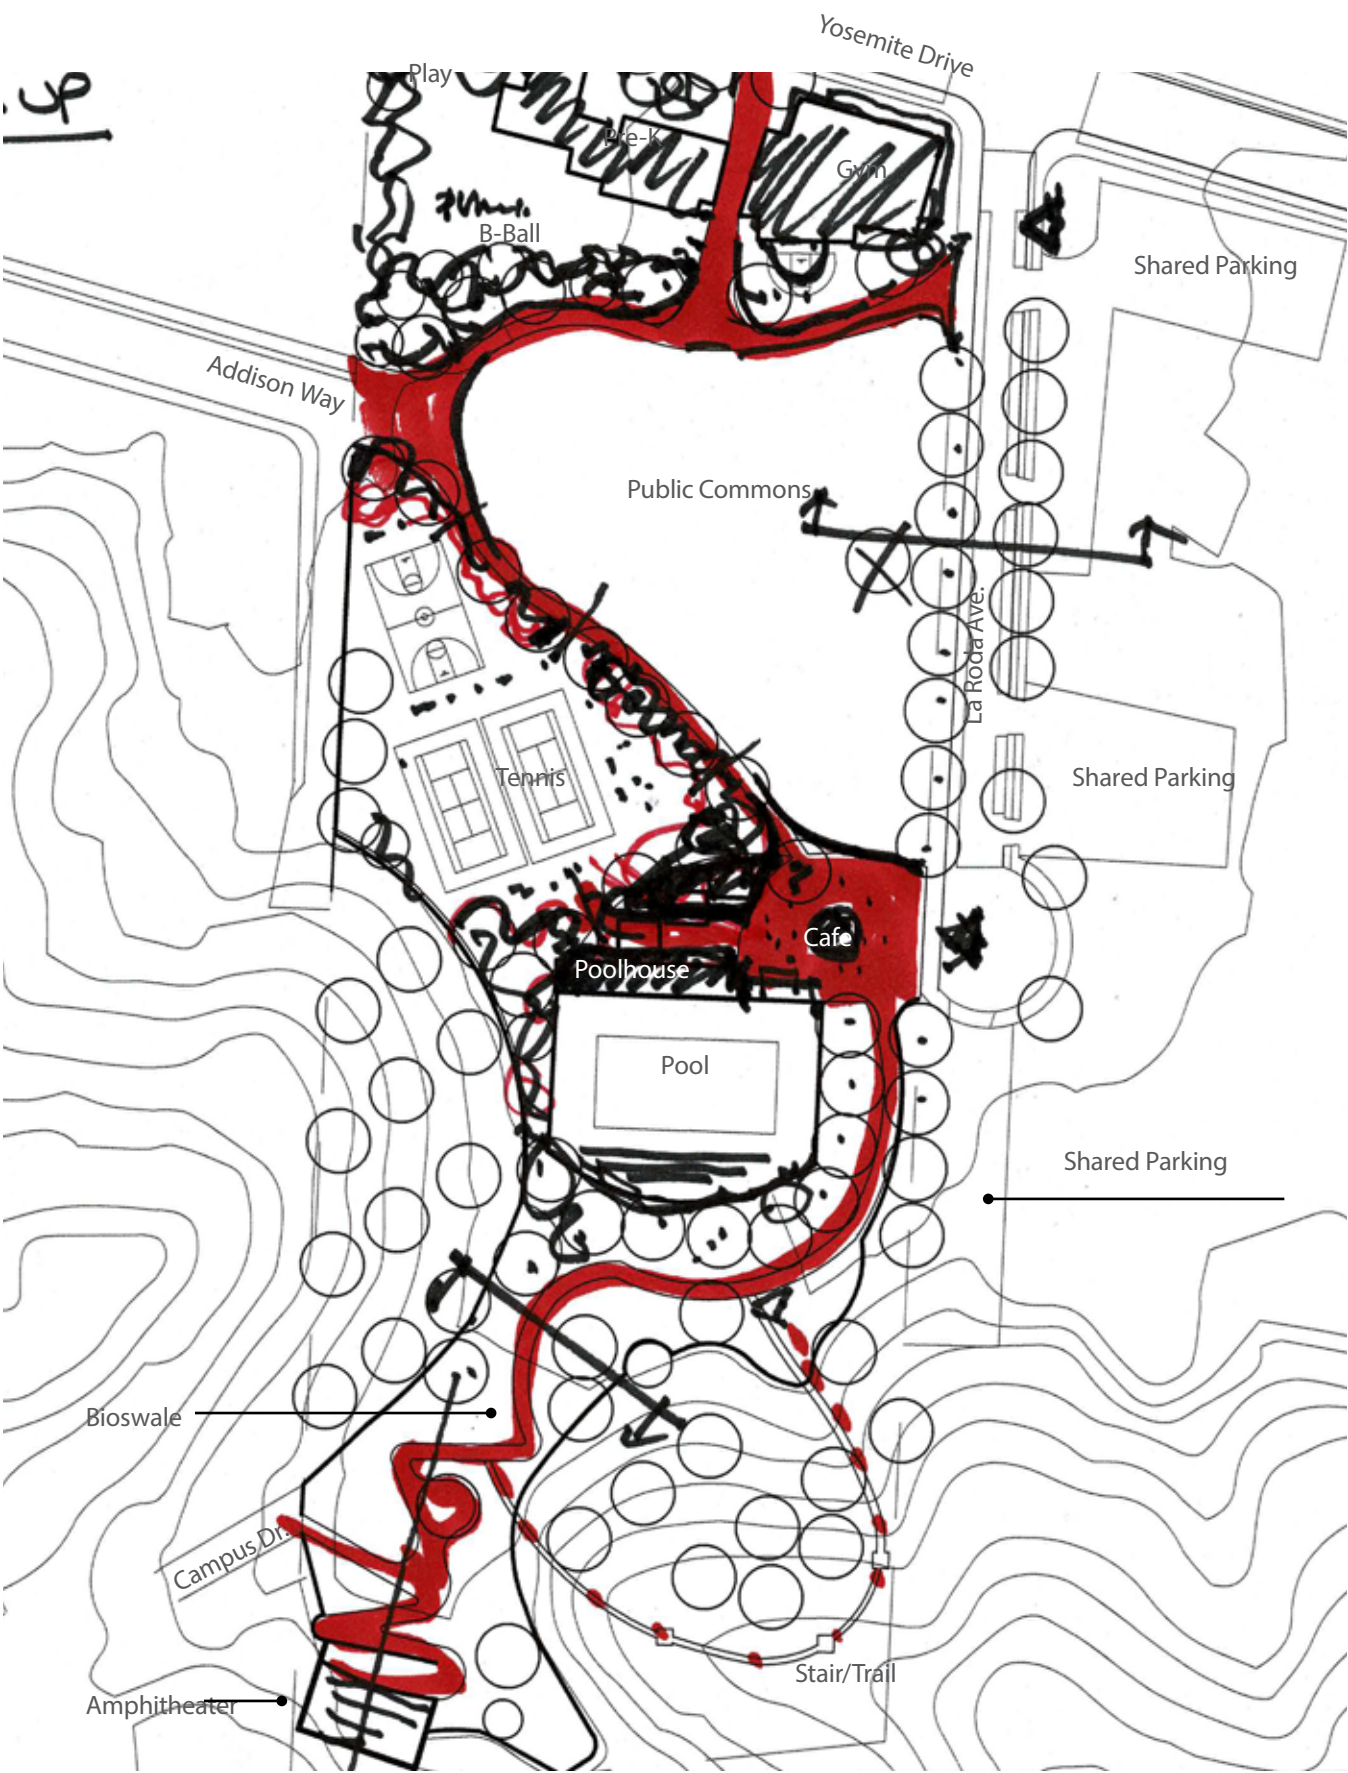 Yosemite Drive
. UP
Play
Pre-K
Gym
B-Ball
Shared Parking
Addison Way
Public Commons
La Roda Ave.
Tennis
Shared Parking
Cafe
Poolhouse
Pool
Shared Parking
Bioswale
Campus Dr.
Stair/Trail
Amphitheater